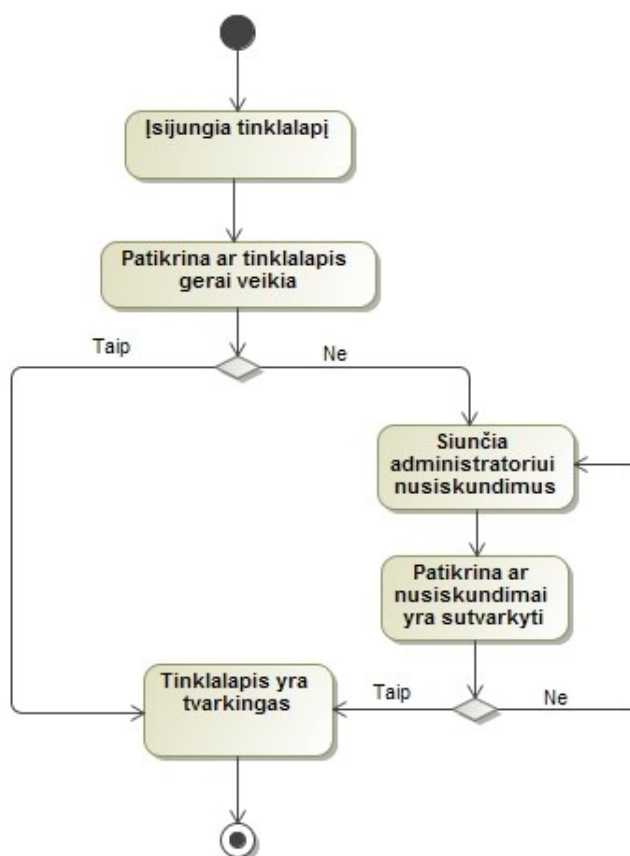 Įsijungia tinklalapį
Patikrina ar tinklalapis
gerai veikia
Taip
Ne
Siunčia
administratoriui
nusiskundimus
Patikrina ar
nusiskundimai
yra sutvarkyti
Tinklalapis yra
tvarkingas
Taip
Ne